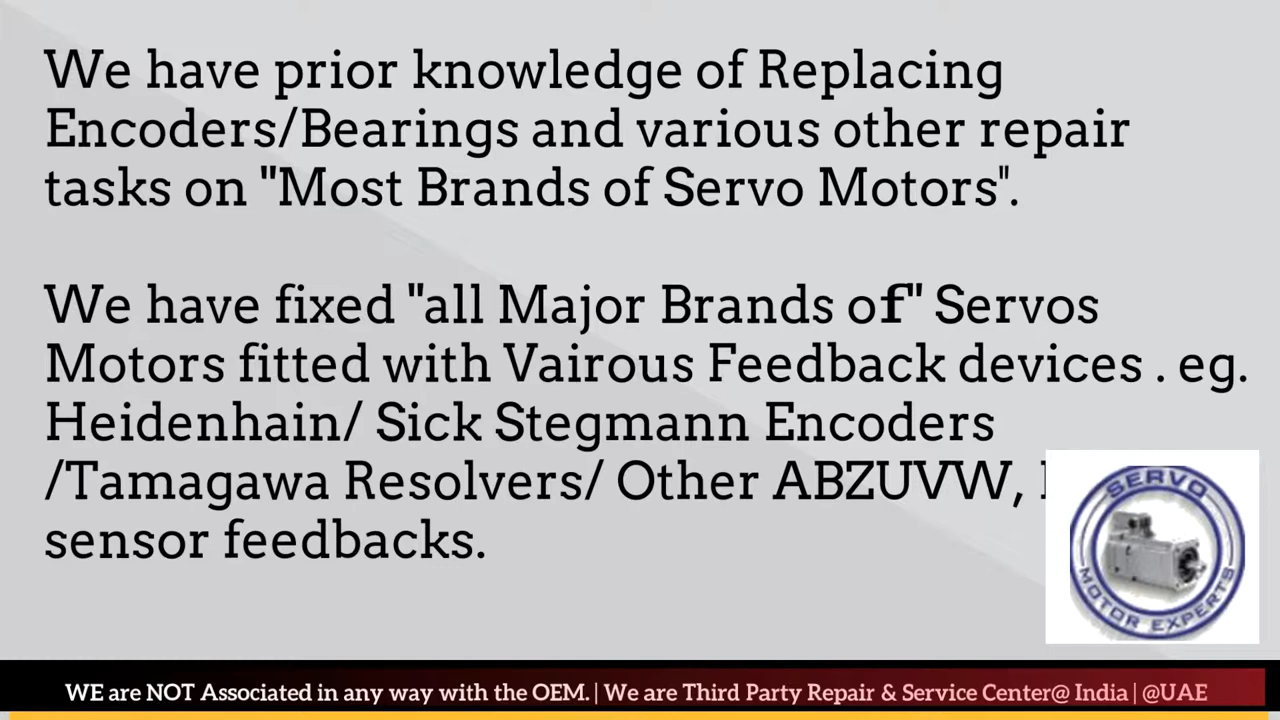 We have prior knowledge of Replacing
Encoders/Bearings and various other repair
tasks on "Most Brands of Servo Motors".
We have fixed "all Major Brands of" Servos
Motors fitted with Vairous Feedback devices . eg.
Heidenhain/ Sick Stegmann Encoders
/Tamagawa Resolvers/ Other ABZUVW,
sensor feedbacks.
SERVO
MOTOR EXPERTS
WE are NOT Associated in any way with the OEM. | We are Third Party Repair & Service Center@ India | @UAE